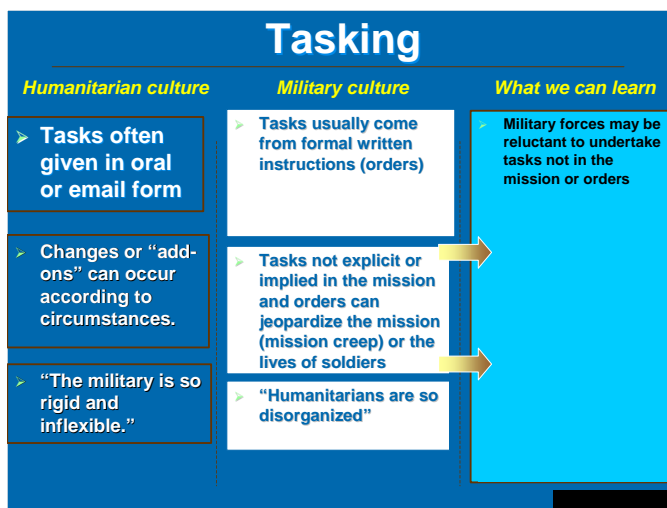 Tasking
Humanitarian culture
Military culture
What we can learn
Tasks often
given in oral
or email form
Changes or “add-
ons” can occur
according to
circumstances.
“The military is so
rigid and
inflexible.”
Tasks usually come
from formal written
instructions (orders)
Tasks not explicit or
implied in the mission
and orders can
jeopardize the mission
(mission creep) or the
lives of soldiers
“Humanitarians are so
disorganized”
Military forces may be
reluctant to undertake
tasks not in the
mission or orders